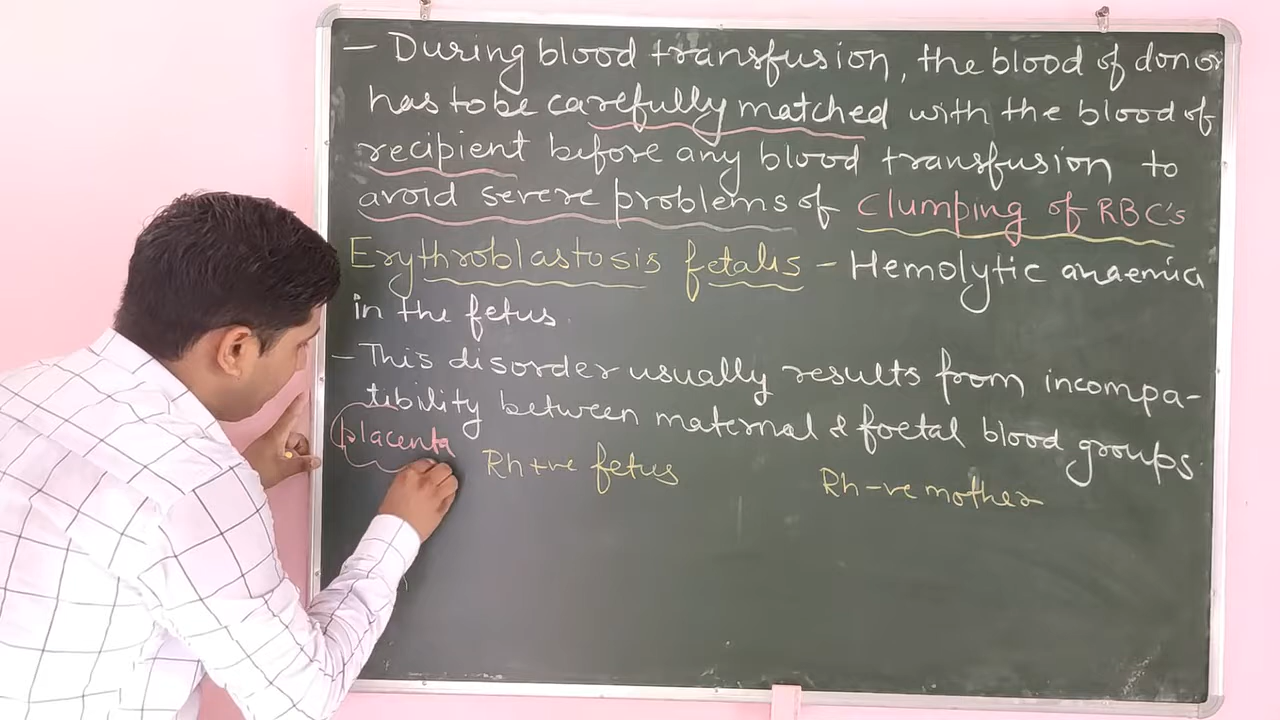 - During blood transfusion, the blood of donor
has to be carefully matched with the blood of
recipient before any blood transfusion to
avoid severe problems of clumping of RBC's
Erythroblastosis fetalis - Hemolytic anaemia
in the fetus.
- This disorder usually results from incompa-
tibility between maternal & foetal blood groups.
placenta Rh+ve fetus Rh-ve mother